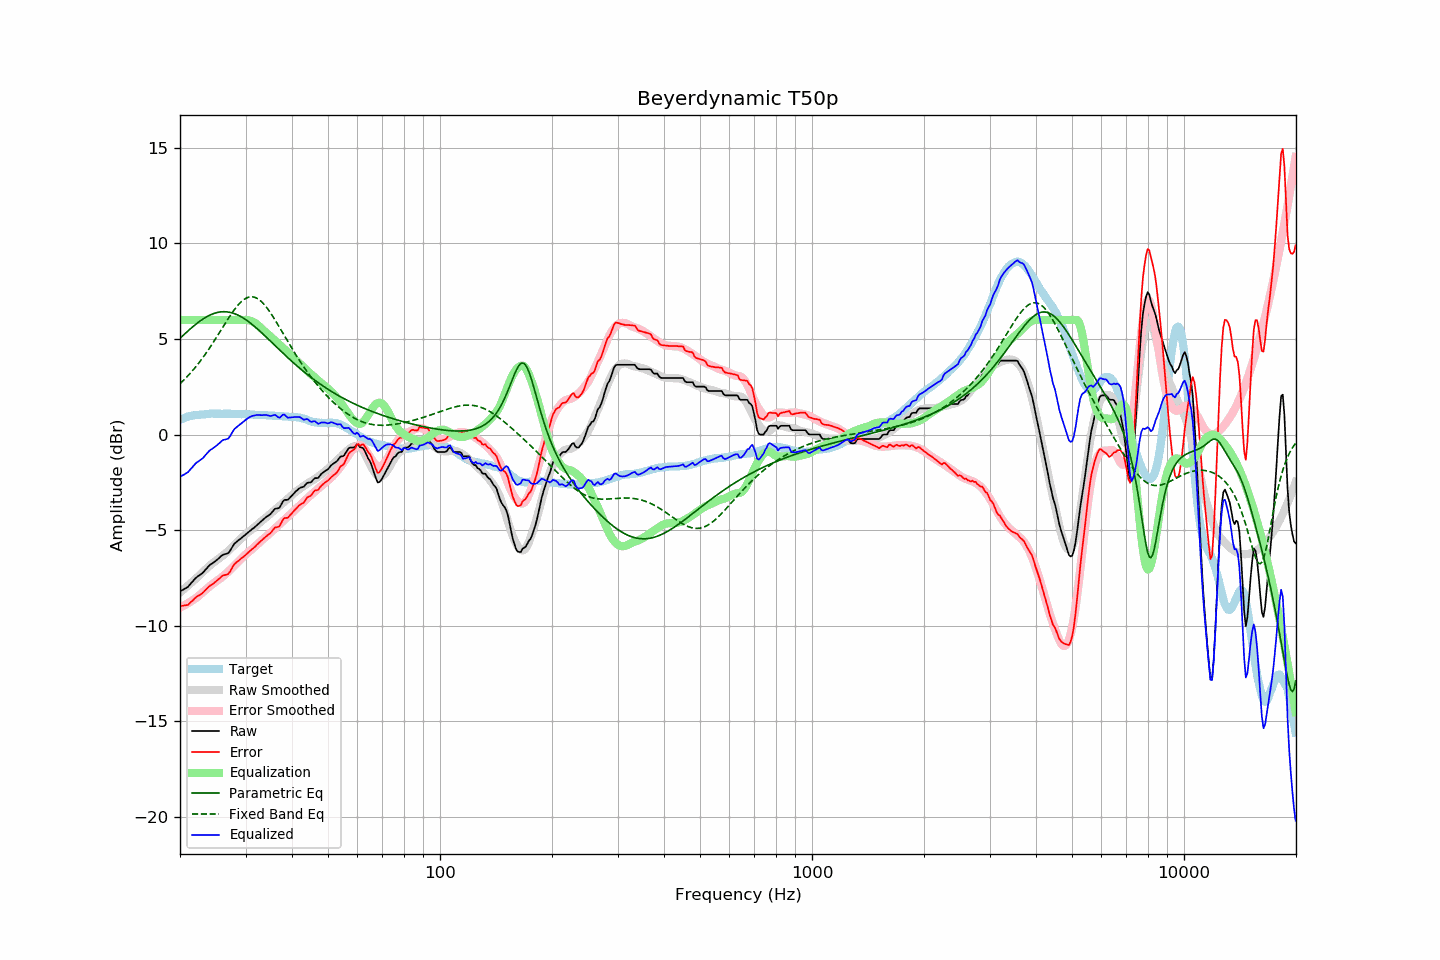 Beyerdynamic T50p
15
10
5
0
−5
−10
−15
−20
Amplitude (dBr)
Target
Raw Smoothed
Error Smoothed
Raw
Error
Equalization
Parametric Eq
Fixed Band Eq
Equalized
100
1000
10000
Frequency (Hz)